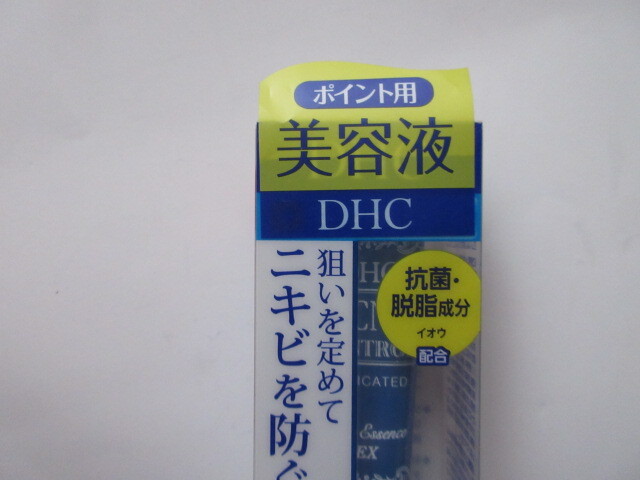 ポイント用
美容液
DHC
狙いを定めて
ニキビを防ぐ
抗菌・
脱脂成分
イオウ
配合
Essence
EX